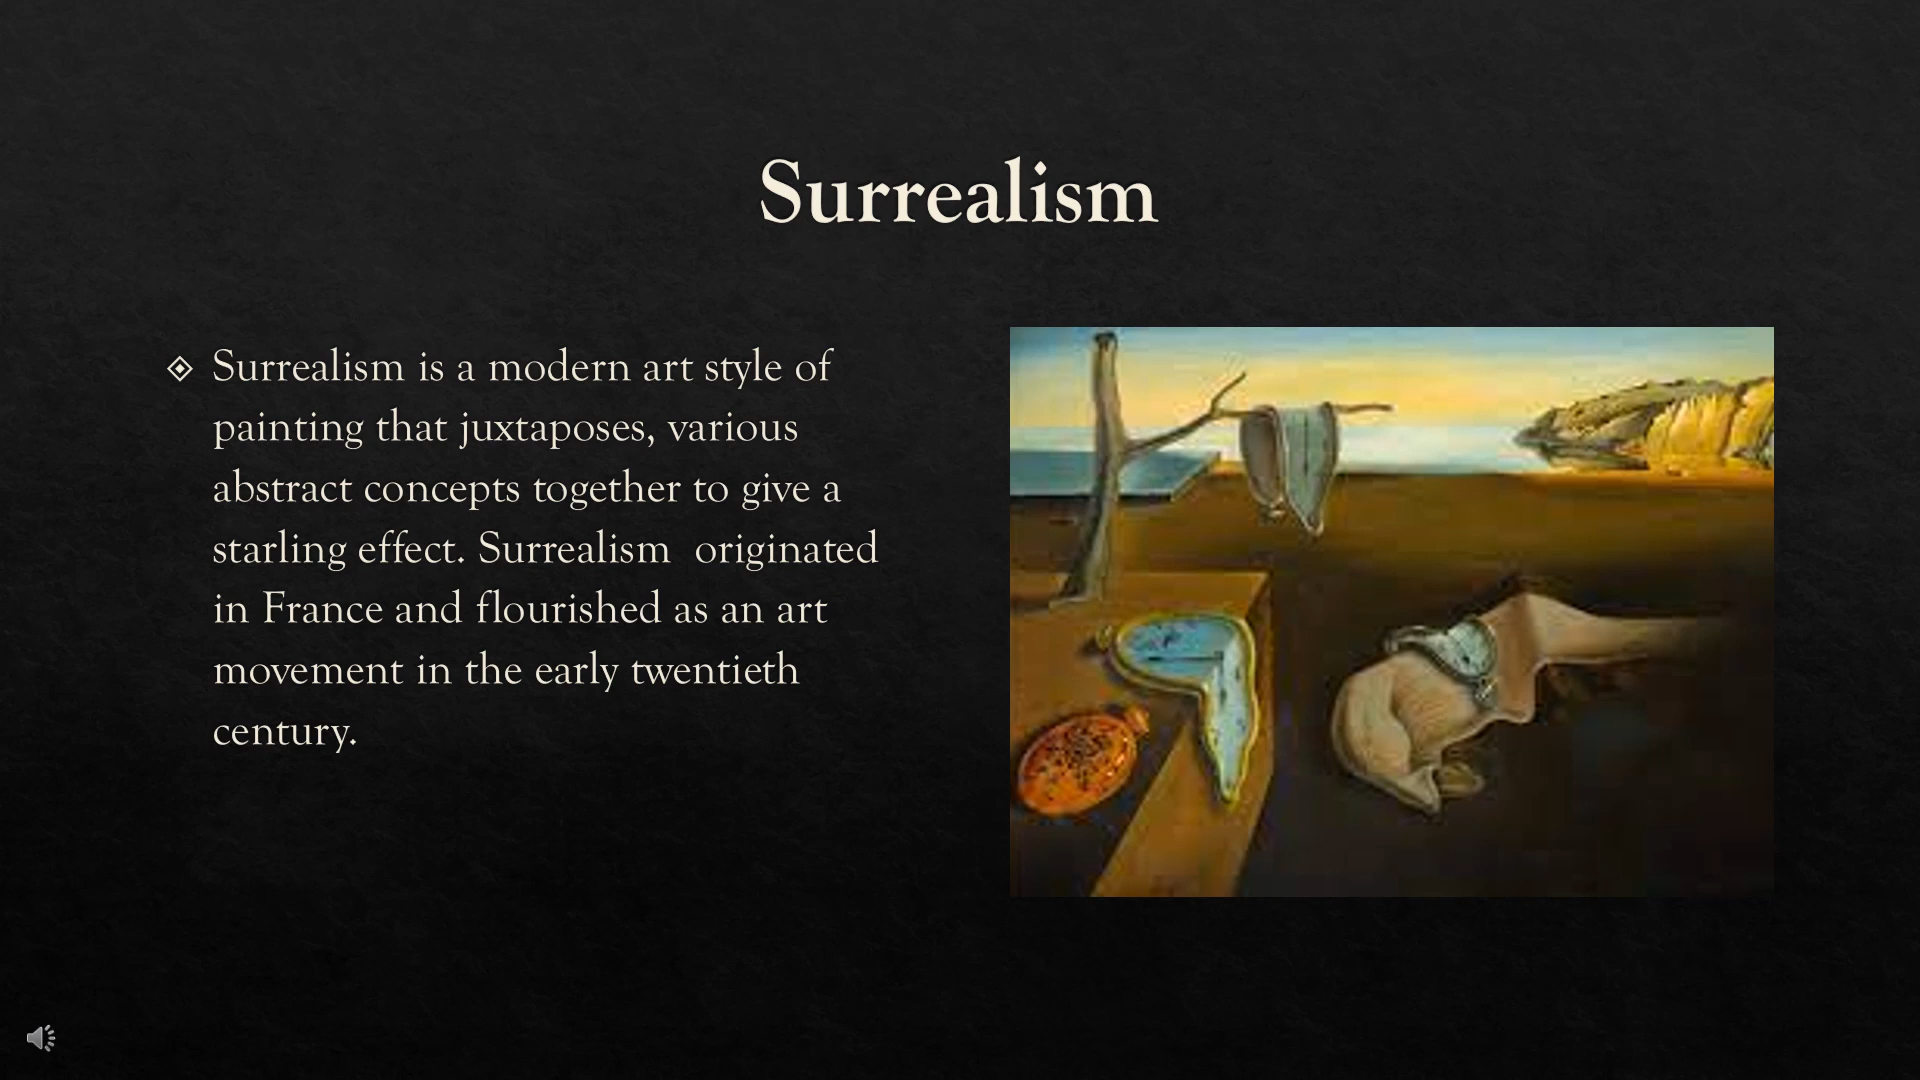 Surrealism
Surrealism is a modern art style of
painting that juxtaposes, various
abstract concepts together to give a
starling effect. Surrealism  originated
in France and flourished as an art
movement in the early twentieth
century.